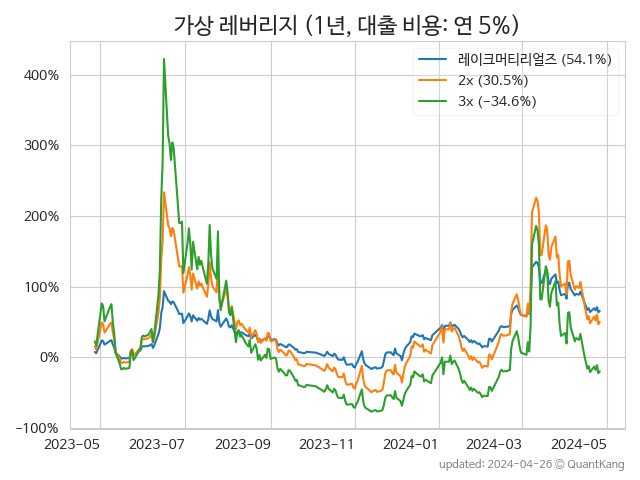 가상 레버리지 (1년, 대출 비용: 연 5%)
레이크머티리얼즈 (54.1%)
2x (30.5%)
3x (−34.6%)
400%
300%
200%
100%
0%
−100%
2023-05 2023-07 2023-09 2023-11 2024-01 2024-03 2024-05
updated: 2024-04-26 © QuantKang